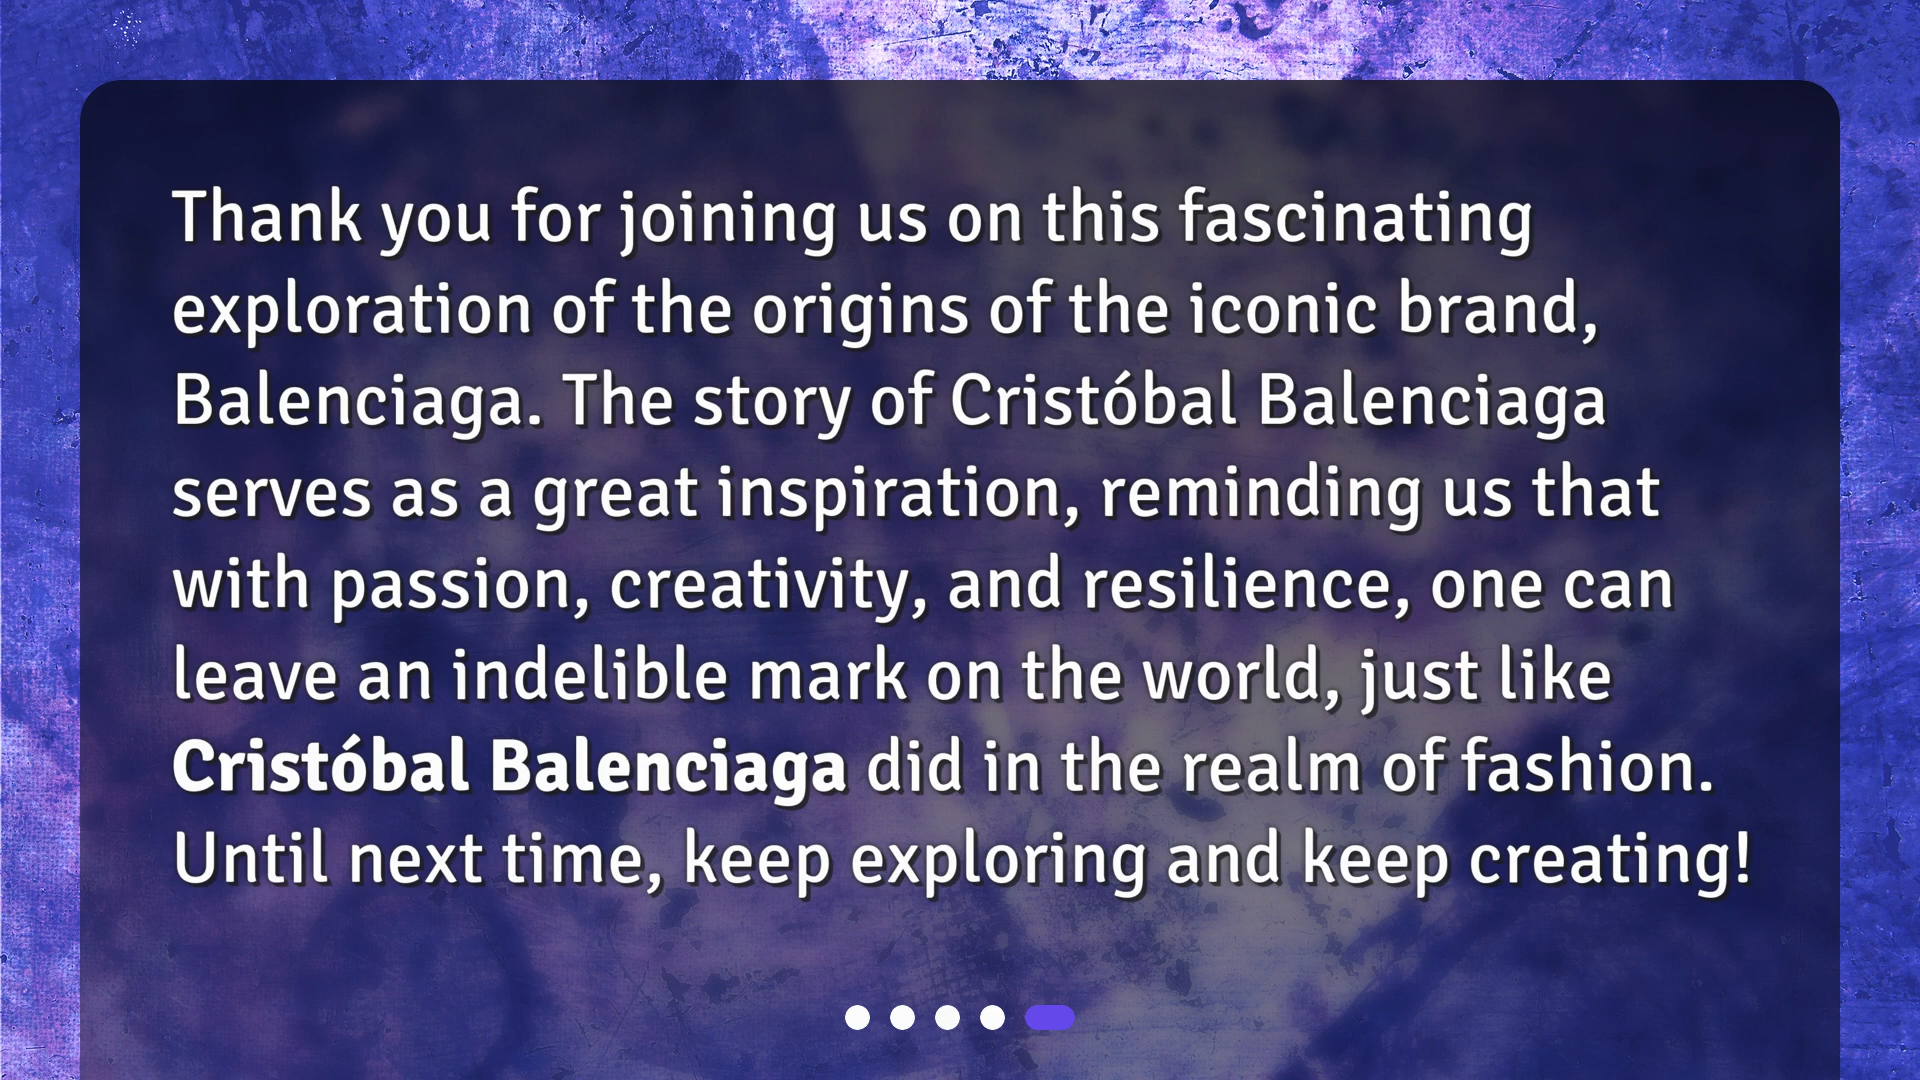 Thank you for joining us on this fascinating
exploration of the origins of the iconic brand,
Balenciaga. The story of Cristóbal Balenciaga
serves as a great inspiration, reminding us that
with passion, creativity, and resilience, one can
leave an indelible mark on the world, just like
Cristóbal Balenciaga did in the realm of fashion.
Until next time, keep exploring and keep creating!